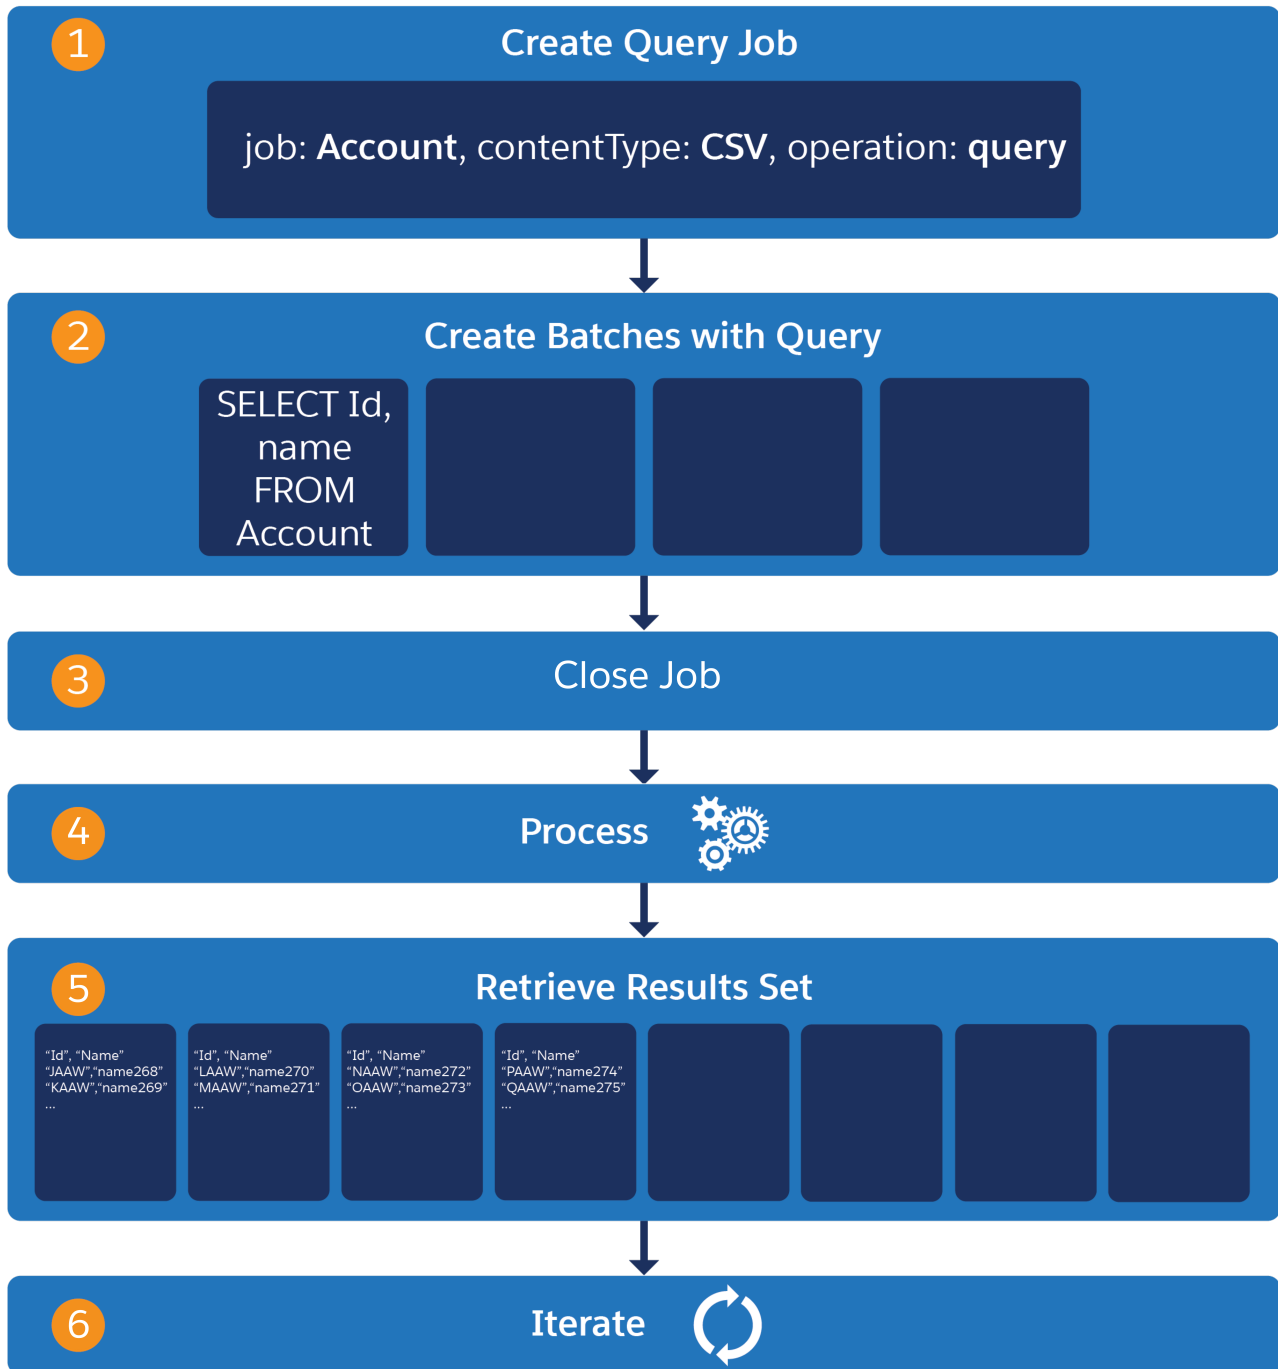 1
Create Query Job
job: Account, contentType: CSV, operation: query
2
Create Batches with Query
SELECT Id,
name
FROM
Account
3
Close Job
4
Process
5
Retrieve Results Set
“Id”, “Name”
“JAAW”,“name268”
“KAAW”,“name269”
...
“Id”, “Name”
“LAAW”,“name270”
“MAAW”,“name271”
...
“Id”, “Name”
“NAAW”,“name272”
“OAAW”,“name273”
...
“Id”, “Name”
“PAAW”,“name274”
“QAAW”,“name275”
...
6
Iterate